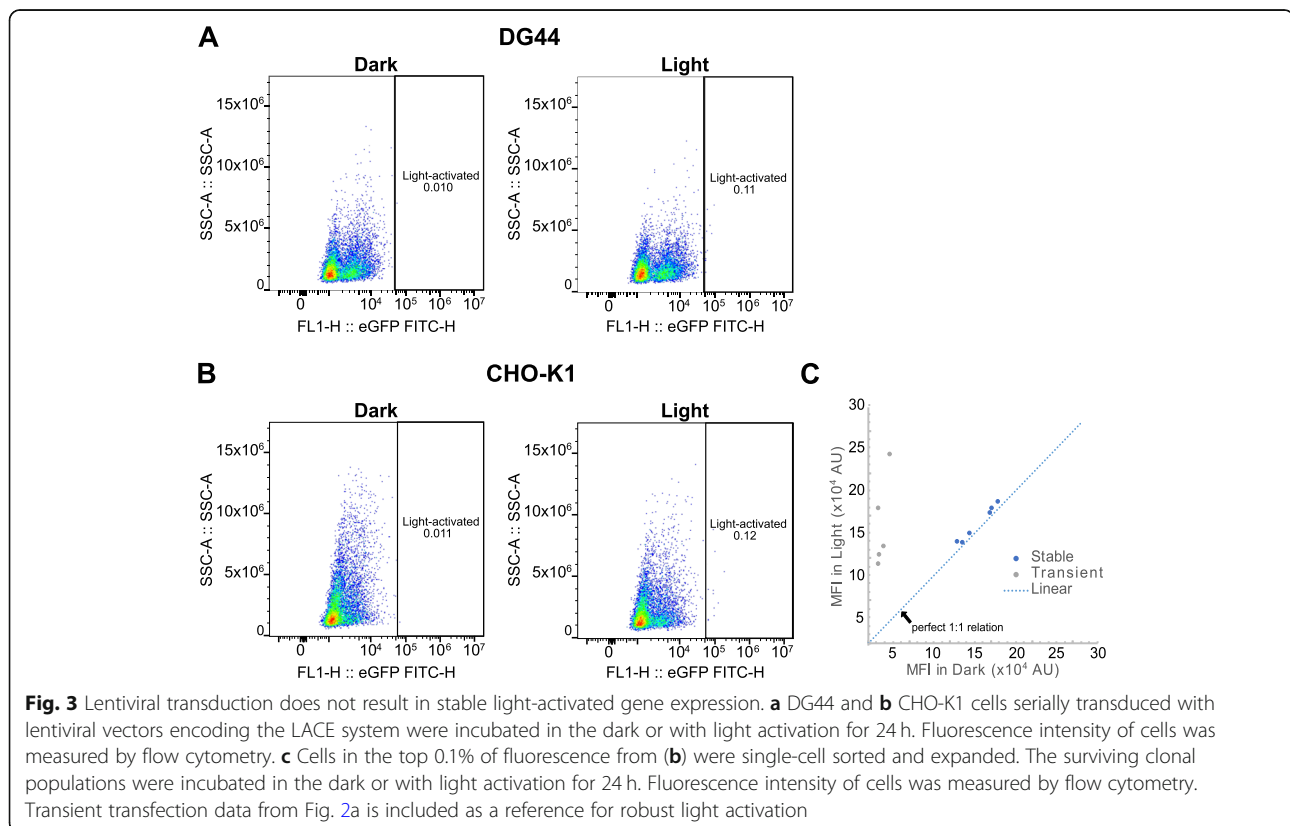 A
DG44
Dark
Light
SSC-A :: SSC-A
15x10⁶
10x10⁶
5x10⁶
0
Light-activated
0.010
0 10⁴ 10⁵ 10⁶ 10⁷
FL1-H :: eGFP FITC-H
SSC-A :: SSC-A
15x10⁶
10x10⁶
5x10⁶
0
Light-activated
0.11
0 10⁴ 10⁵ 10⁶ 10⁷
FL1-H :: eGFP FITC-H
B
CHO-K1
Dark
Light
SSC-A :: SSC-A
15x10⁶
10x10⁶
5x10⁶
0
Light-activated
0.011
0 10⁴ 10⁵ 10⁶ 10⁷
FL1-H :: eGFP FITC-H
SSC-A :: SSC-A
15x10⁶
10x10⁶
5x10⁶
0
Light-activated
0.12
0 10⁴ 10⁵ 10⁶ 10⁷
FL1-H :: eGFP FITC-H
C
MFI in Light (x10⁴ AU)
30
25
20
15
10
5
Stable
Transient
Linear
perfect 1:1 relation
5 10 15 20 25 30
MFI in Dark (x10⁴ AU)
Fig. 3 Lentiviral transduction does not result in stable light-activated gene expression. a DG44 and b CHO-K1 cells serially transduced with
lentiviral vectors encoding the LACE system were incubated in the dark or with light activation for 24 h. Fluorescence intensity of cells was
measured by flow cytometry. c Cells in the top 0.1% of fluorescence from (b) were single-cell sorted and expanded. The surviving clonal
populations were incubated in the dark or with light activation for 24 h. Fluorescence intensity of cells was measured by flow cytometry.
Transient transfection data from Fig. 2a is included as a reference for robust light activation